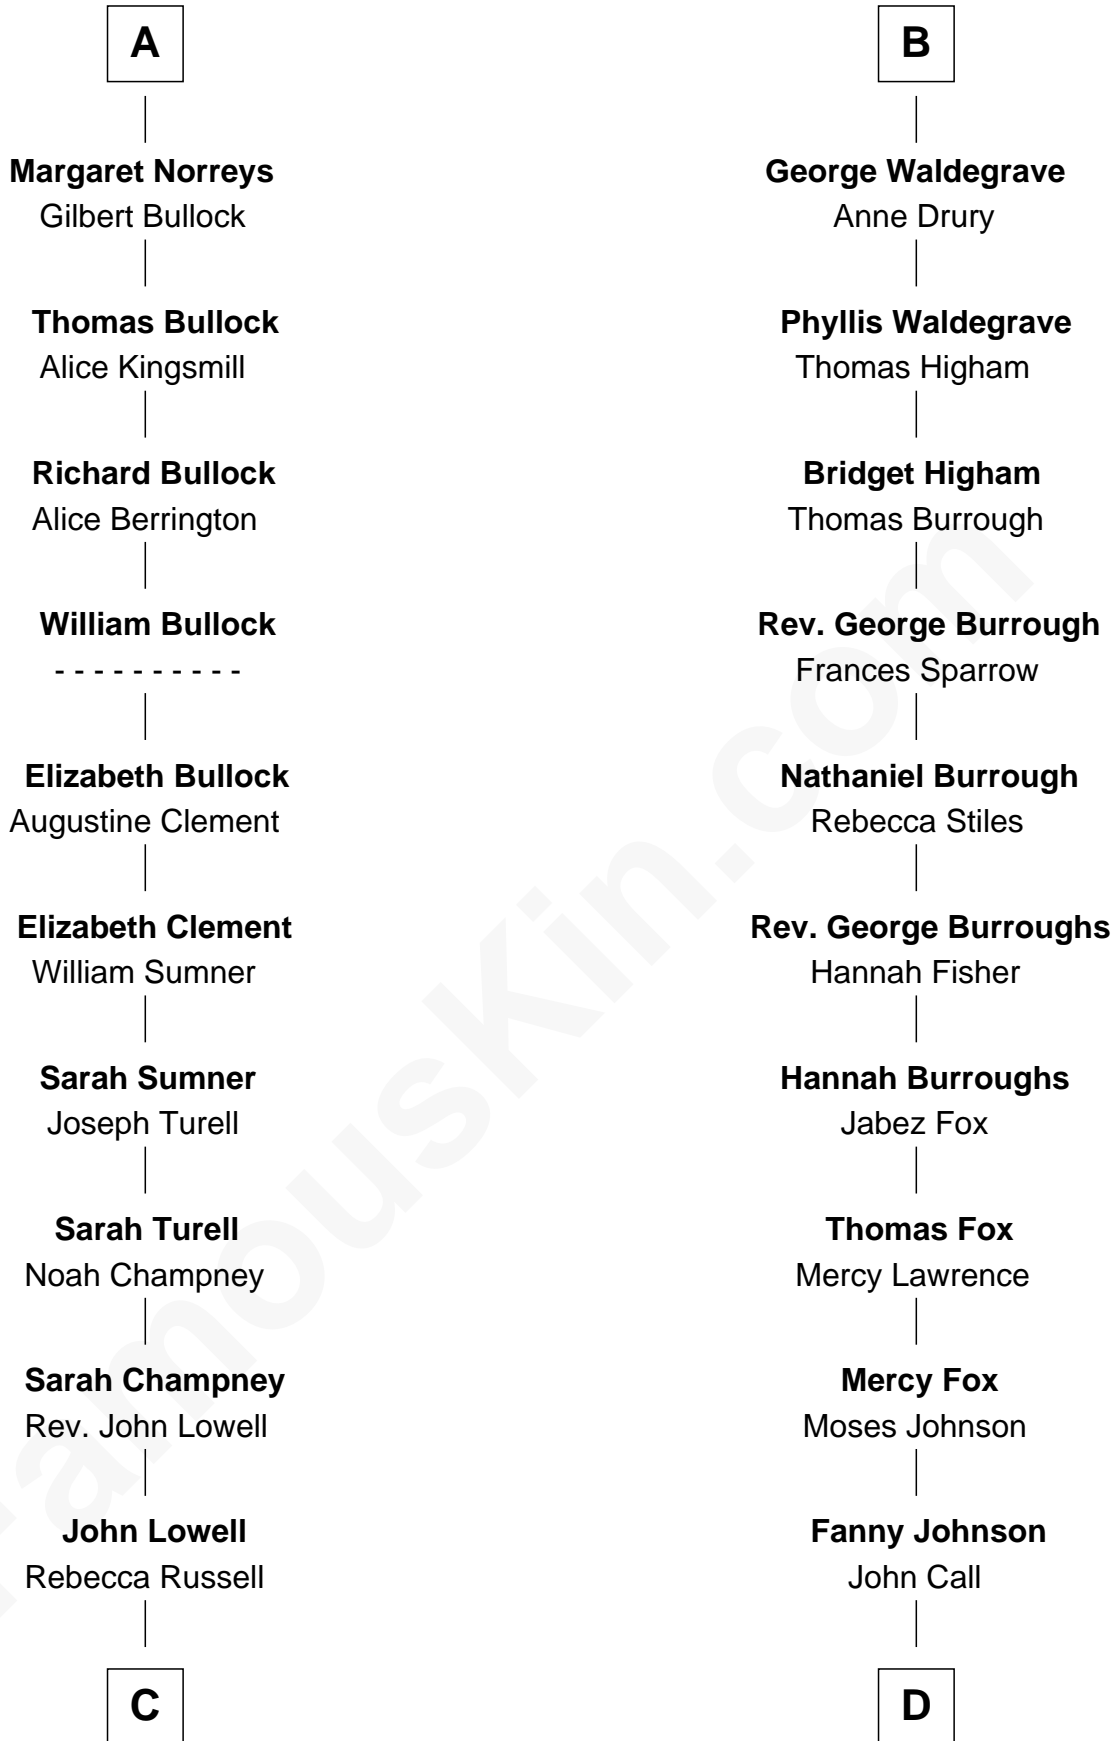 A
Margaret Norreys
Gilbert Bullock
Thomas Bullock
Alice Kingsmill
Richard Bullock
Alice Berrington
William Bullock
- - - - - - - - - -
Elizabeth Bullock
Augustine Clement
Elizabeth Clement
William Sumner
Sarah Sumner
Joseph Turell
Sarah Turell
Noah Champney
Sarah Champney
Rev. John Lowell
John Lowell
Rebecca Russell
C
B
George Waldegrave
Anne Drury
Phyllis Waldegrave
Thomas Higham
Bridget Higham
Thomas Burrough
Rev. George Burrough
Frances Sparrow
Nathaniel Burrough
Rebecca Stiles
Rev. George Burroughs
Hannah Fisher
Hannah Burroughs
Jabez Fox
Thomas Fox
Mercy Lawrence
Mercy Fox
Moses Johnson
Fanny Johnson
John Call
D
FamousKin.com